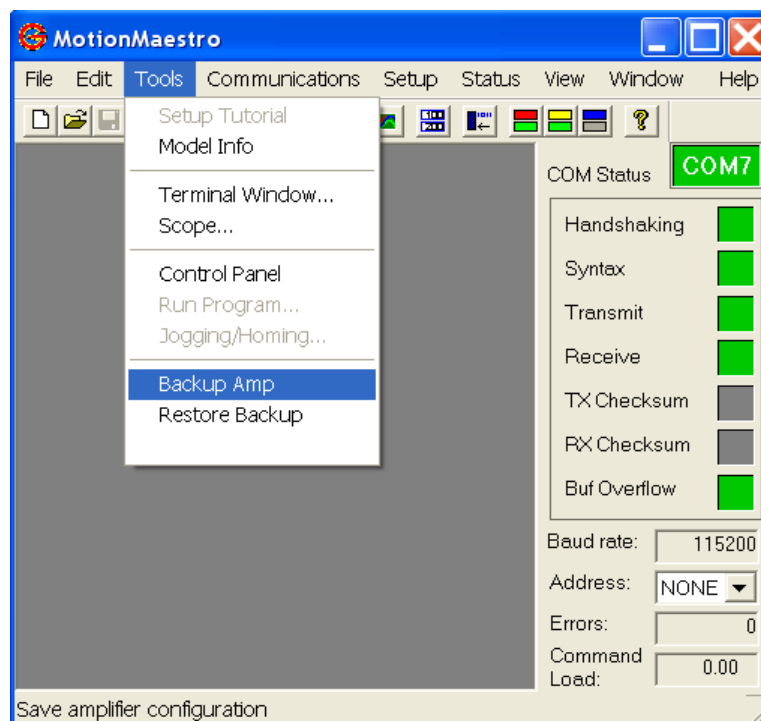 MotionMaestro
File Edit Tools Communications Setup Status View Window Help
Setup Tutorial
Model Info
Terminal Window...
Scope...
Control Panel
Run Program...
Jogging/Homing...
Backup Amp
Restore Backup
COM Status COM7
Handshaking
Syntax
Transmit
Receive
TX Checksum
RX Checksum
Buf Overflow
Baud rate: 115200
Address: NONE
Errors: 0
Command
Load: 0.00
Save amplifier configuration